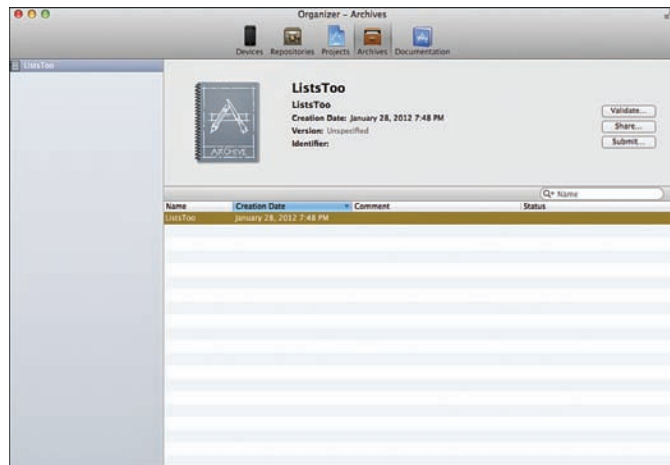 Organizer – Archives
Devices Repositories Projects Archives Documentation
ListsToo
ARCHIVE
ListsToo
ListsToo
Creation Date: January 28, 2012 7:48 PM
Version: Unspecified
Identifier:
Validate...
Share...
Submit...
Name
Name Creation Date Comment Status
ListsToo January 28, 2012 7:48 PM